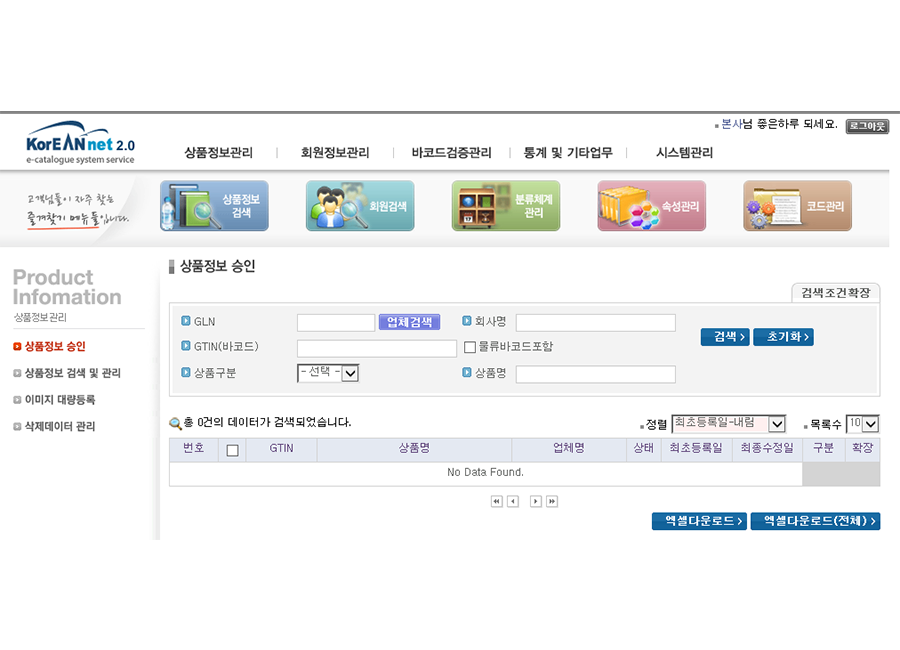 본사님 좋은하루 되세요. 로그아웃
KorEANnet 2.0
e-catalogue system service
상품정보관리 회원정보관리 바코드검증관리 통계 및 기타업무 시스템관리
고객님들이 자주 찾는
즐겨찾기 메뉴들입니다.
상품정보
검색
회원검색
분류체계
관리
속성관리
코드관리
Product
Infomation
상품정보관리
상품정보 승인
상품정보 검색 및 관리
이미지 대량등록
삭제데이터 관리
상품정보 승인
검색조건확장
GLN 업체검색 회사명
GTIN(바코드) 물류바코드포함
상품구분 - 선택 - 상품명
검색 초기화
총 0건의 데이터가 검색되었습니다. 정렬 최초등록일-내림 목록수 10
번호 GTIN 상품명 업체명 상태 최초등록일 최종수정일 구분 확장
No Data Found.
엑셀다운로드 엑셀다운로드(전체)